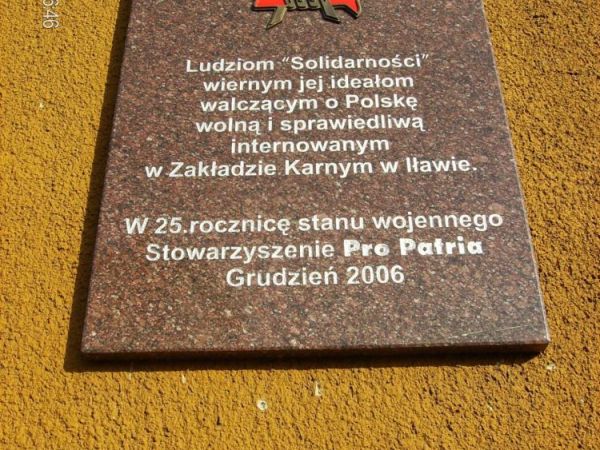 Ludziom "Solidarności"
wiernym jej ideałom
walczącym o Polskę
wolną i sprawiedliwą
internowanym
w Zakładzie Karnym w Iławie.
W 25.rocznicę stanu wojennego
Stowarzyszenie Pro Patria
Grudzień 2006